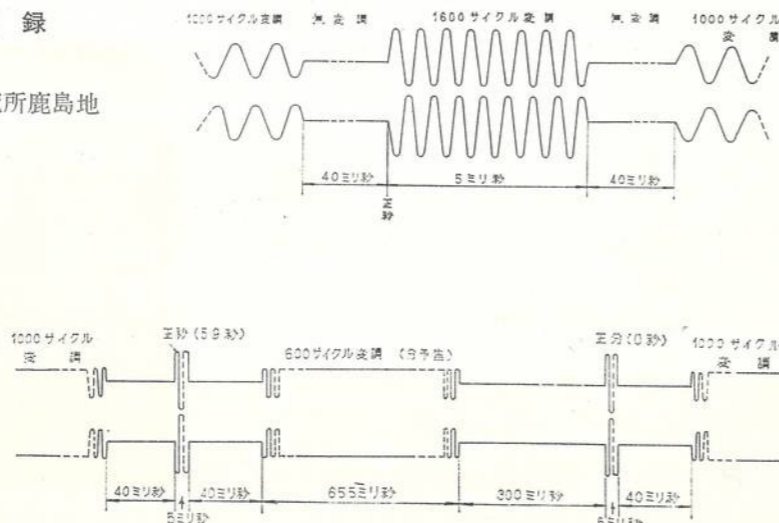 録
所鹿島地
1000サイクル変調 無変調 1600サイクル変調 無変調 1000サイクル
変調
40ミリ秒 5ミリ秒 40ミリ秒
正秒
1000サイクル
変調
正秒(59秒)
600サイクル変調 (分予告)
正分(0秒)
1000サイクル
変調
40ミリ秒 40ミリ秒 655ミリ秒 300ミリ秒 40ミリ秒
5ミリ秒 5ミリ秒